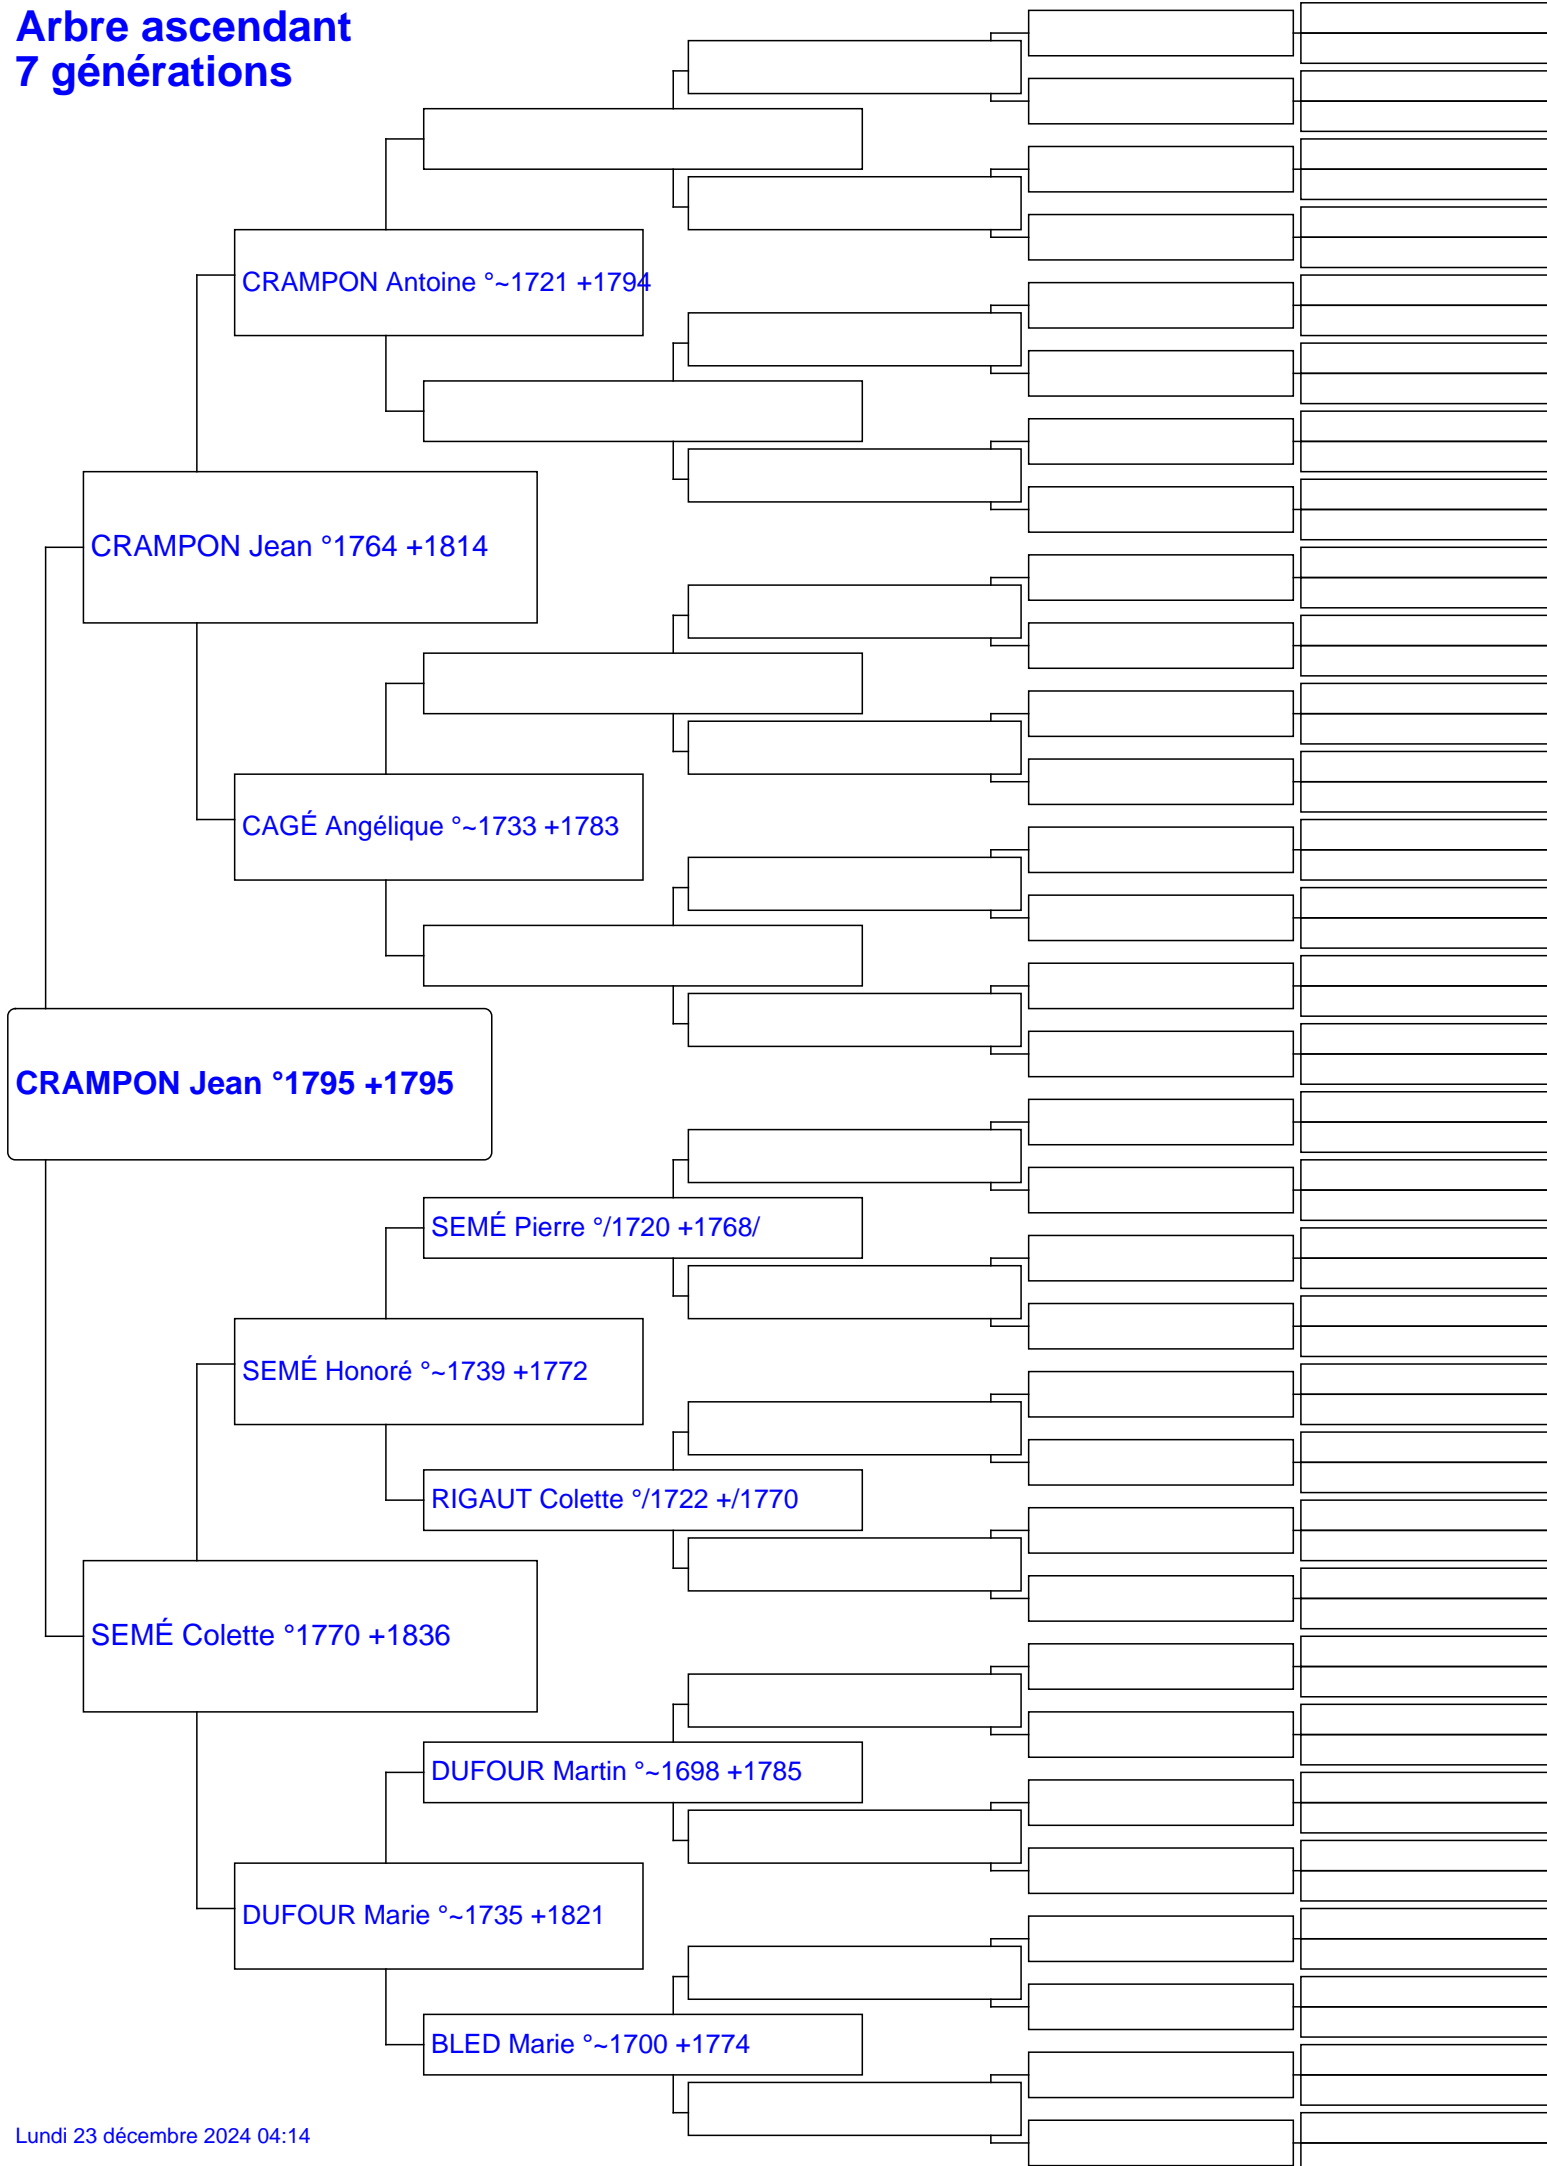 Arbre ascendant
7 générations
CRAMPON Antoine °~1721 +1794
CRAMPON Jean °1764 +1814
CAGÉ Angélique °~1733 +1783
CRAMPON Jean °1795 +1795
SEMÉ Pierre °/1720 +1768/
SEMÉ Honoré °~1739 +1772
RIGAUT Colette °/1722 +/1770
SEMÉ Colette °1770 +1836
DUFOUR Martin °~1698 +1785
DUFOUR Marie °~1735 +1821
BLED Marie °~1700 +1774
Lundi 23 décembre 2024 04:14